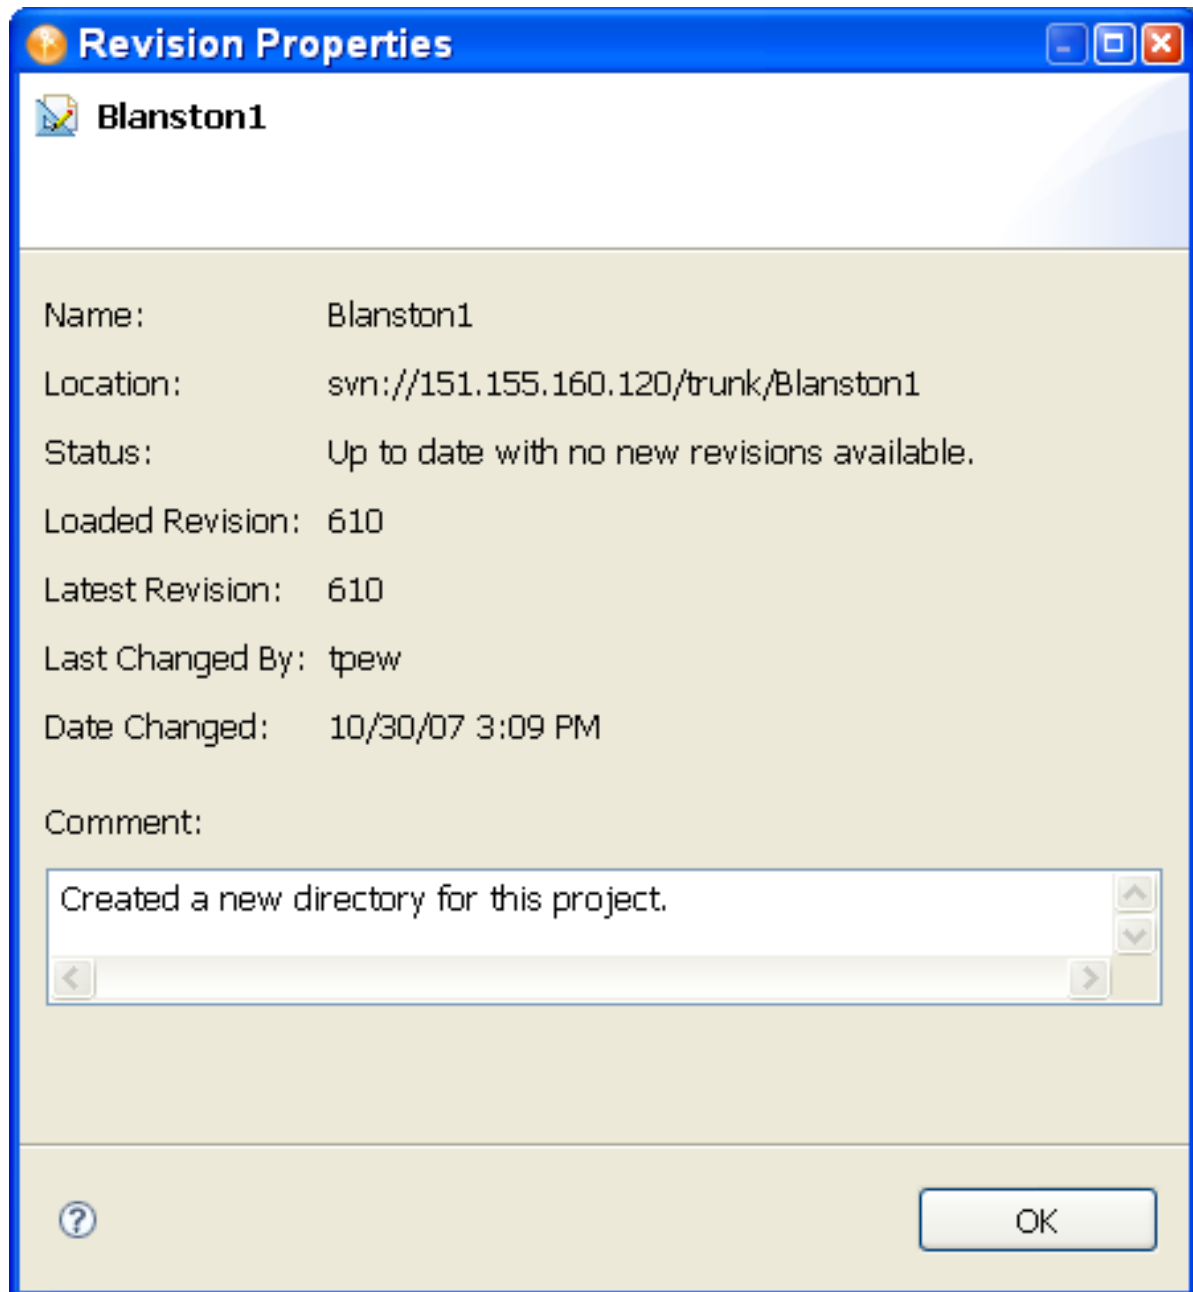 Revision Properties
Blanston1
Name: Blanston1
Location: svn://151.155.160.120/trunk/Blanston1
Status: Up to date with no new revisions available.
Loaded Revision: 610
Latest Revision: 610
Last Changed By: tpew
Date Changed: 10/30/07 3:09 PM
Comment:
Created a new directory for this project.
? OK